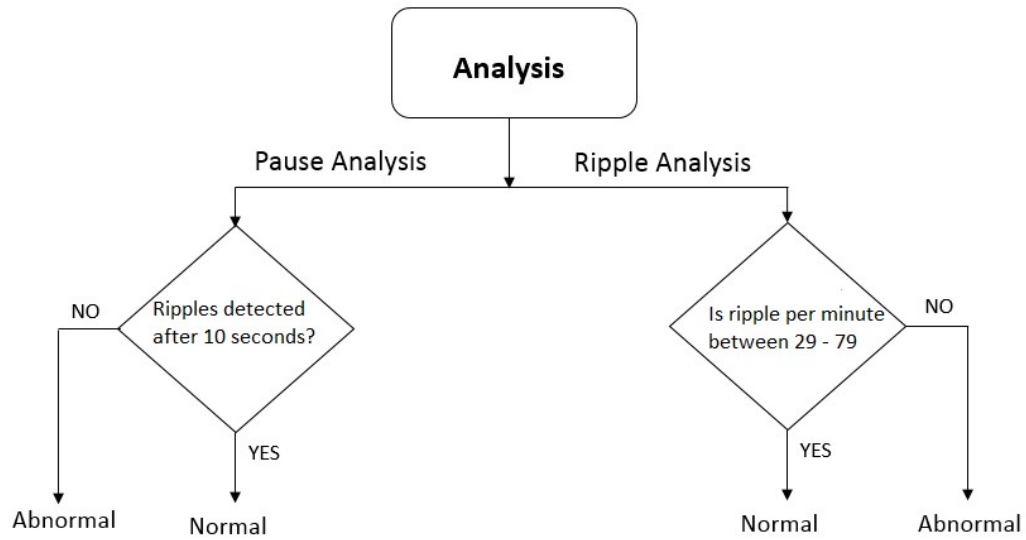 Analysis
Pause Analysis
Ripple Analysis
NO
Ripples detected
after 10 seconds?
YES
Abnormal
Normal
Is ripple per minute
between 29 - 79
NO
YES
Normal
Abnormal